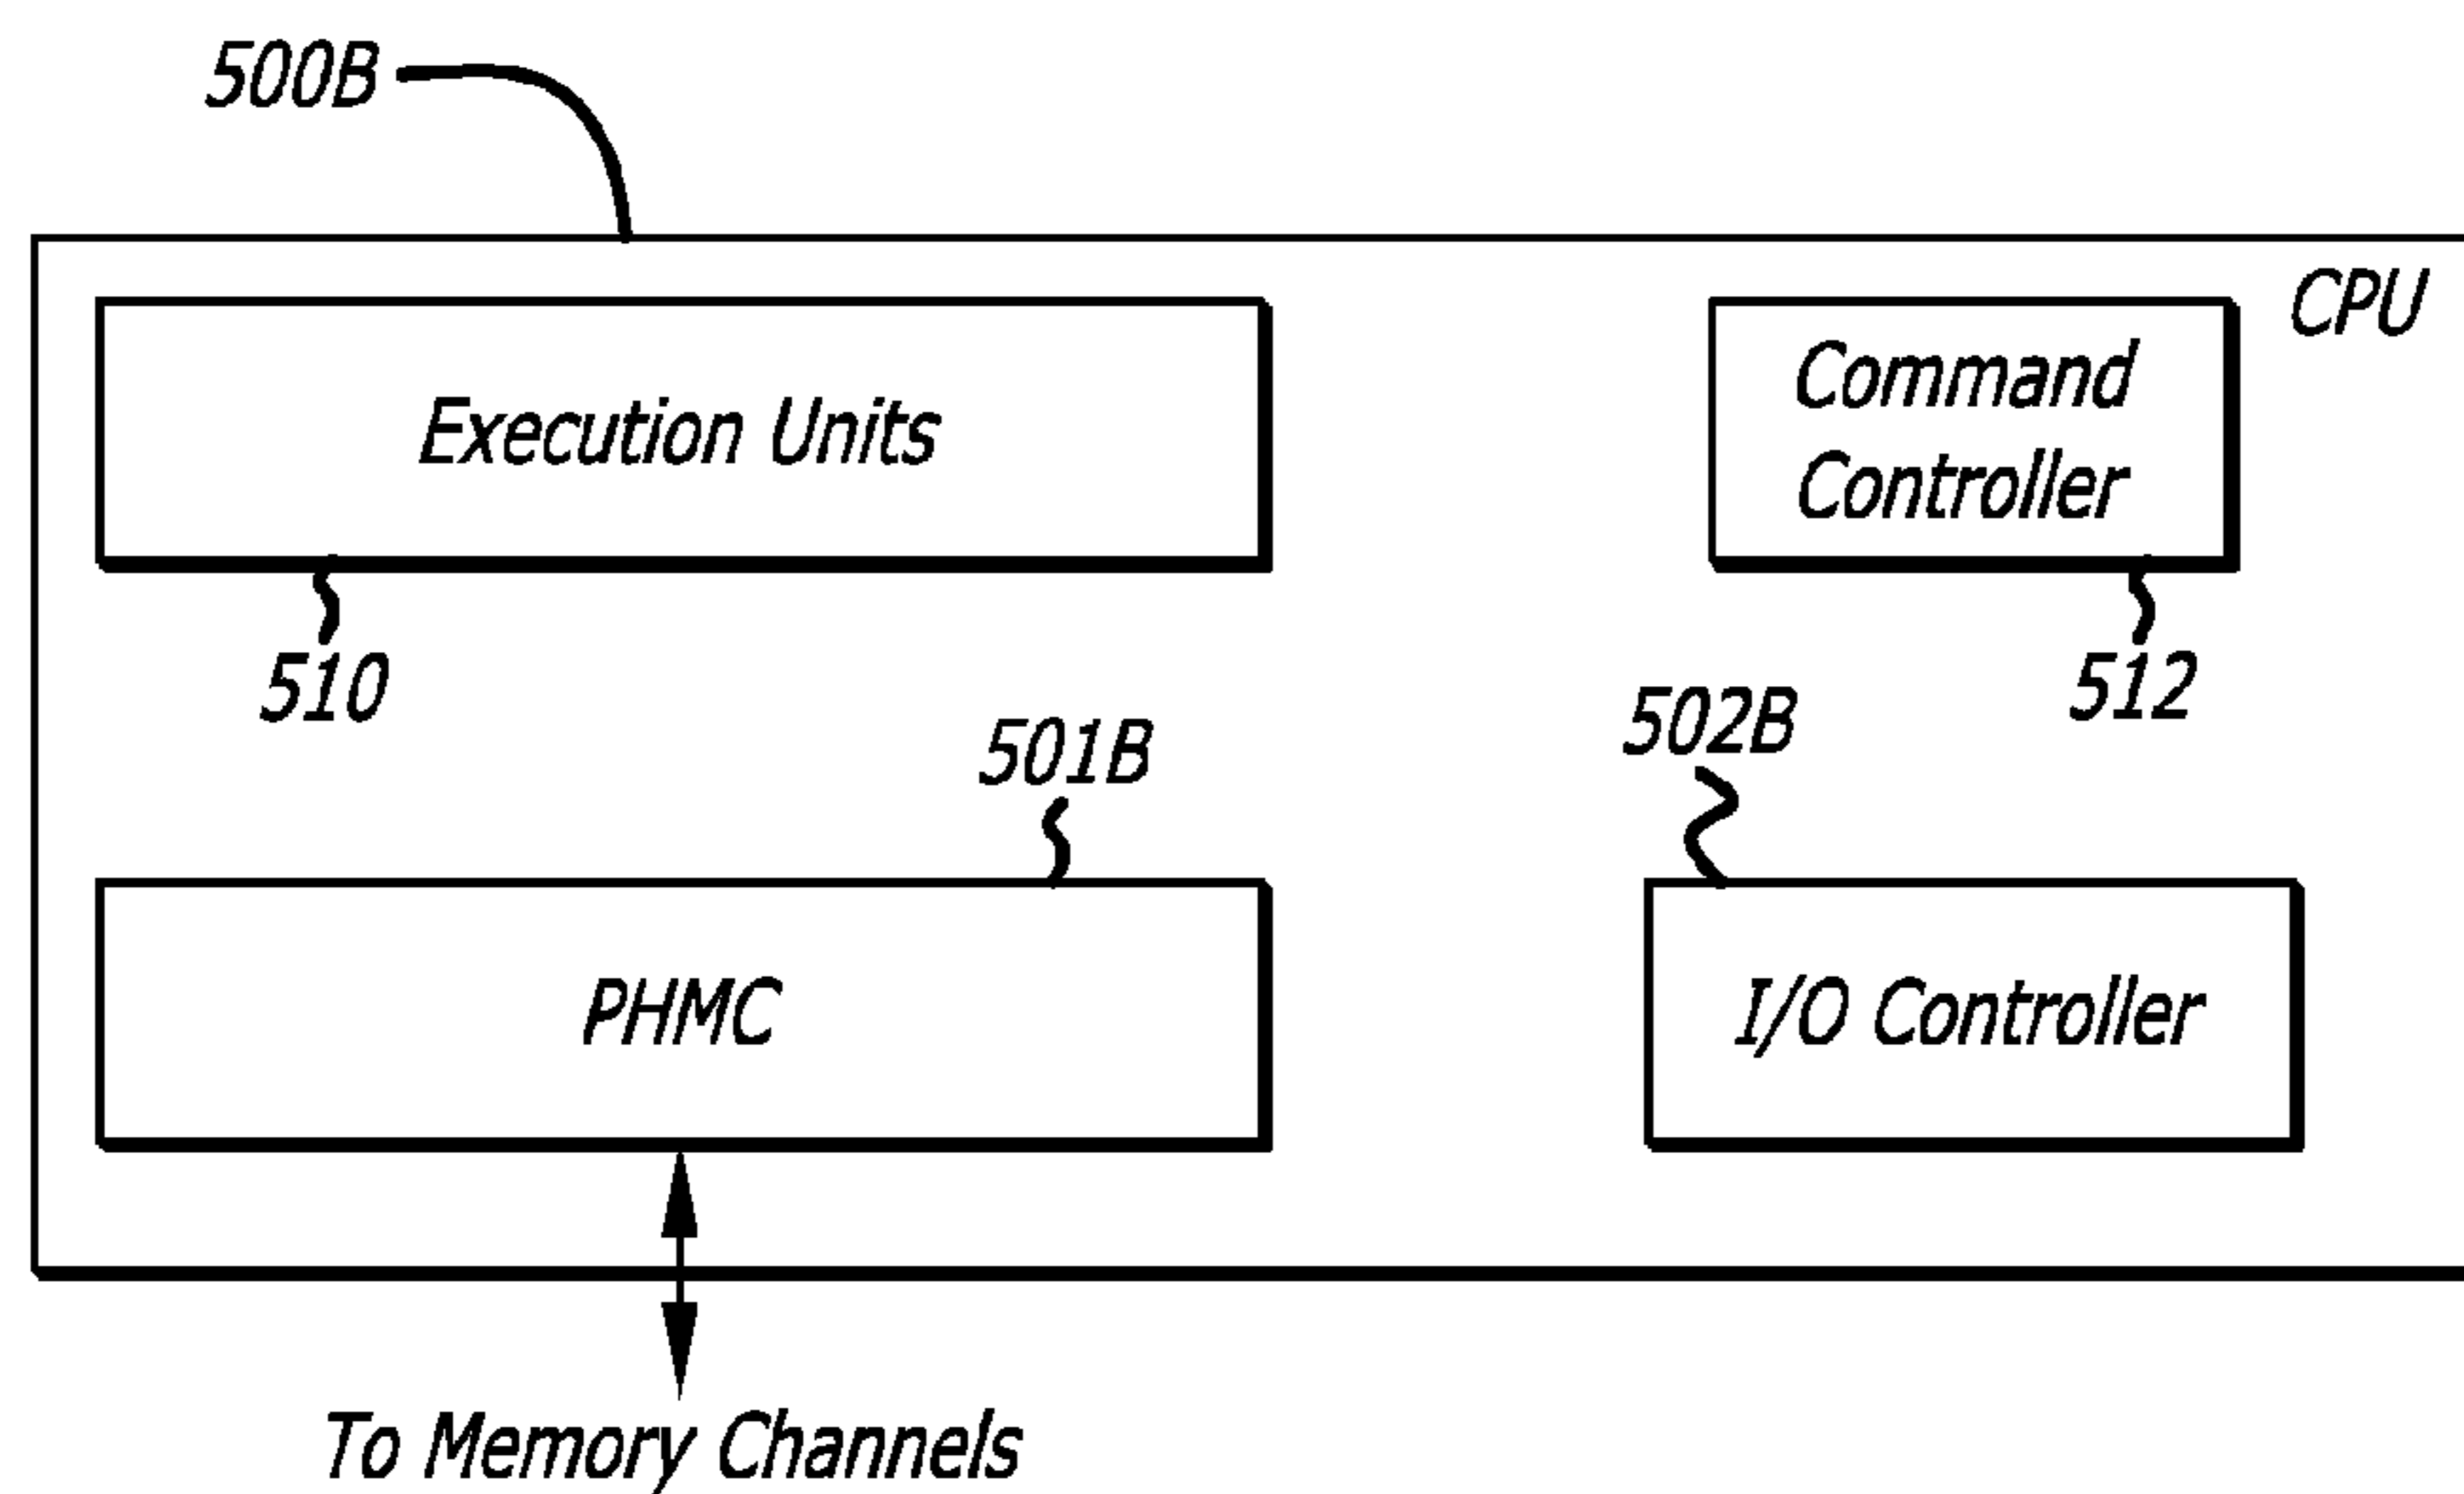 500B
CPU
Execution Units
Command
Controller
510
512
501B
502B
PHMC
I/O Controller
To Memory Channels